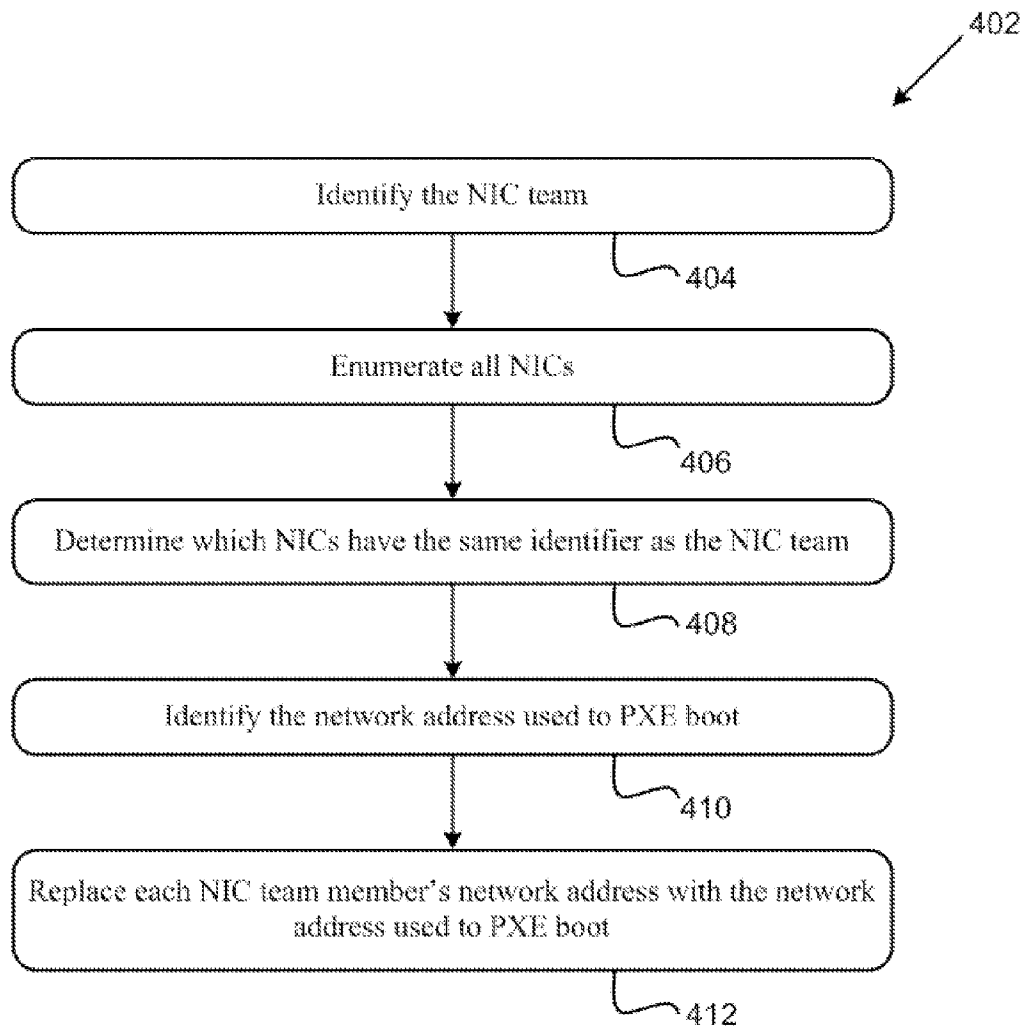 402
Identify the NIC team
404
Enumerate all NICs
406
Determine which NICs have the same identifier as the NIC team
408
Identify the network address used to PXE boot
410
Replace each NIC team member's network address with the network
address used to PXE boot
412